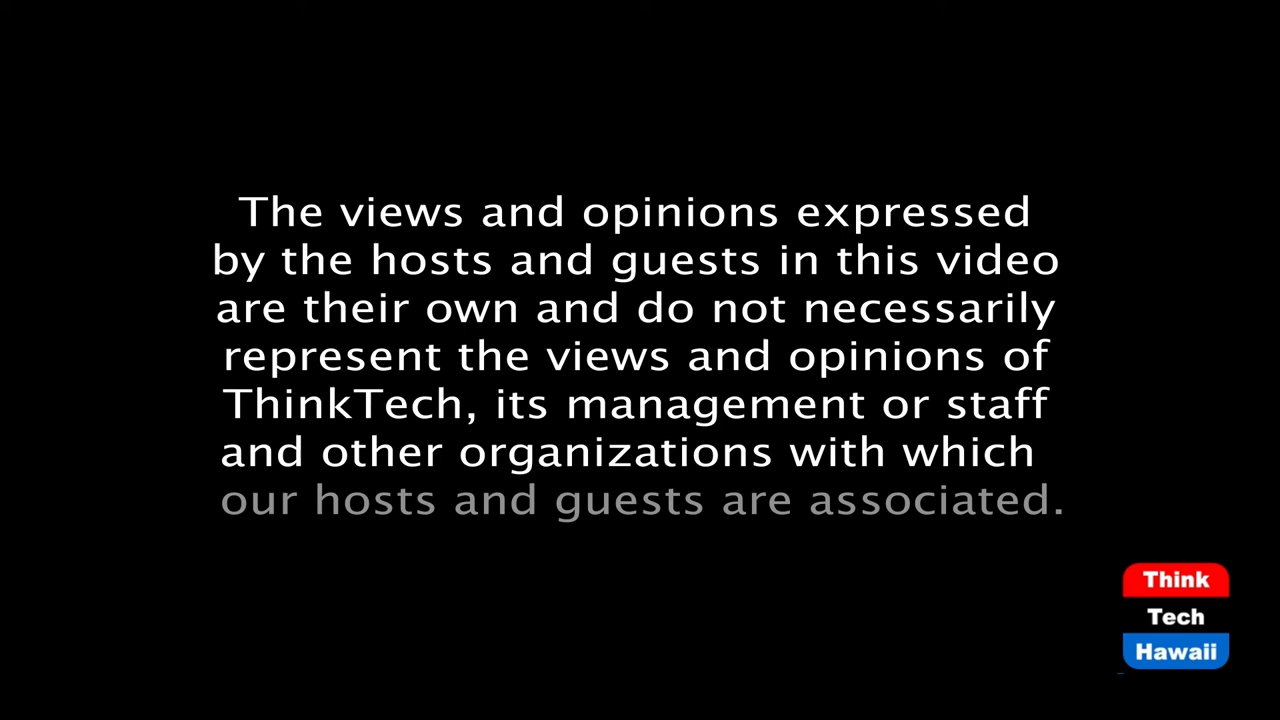 The views and opinions expressed
by the hosts and guests in this video
are their own and do not necessarily
represent the views and opinions of
ThinkTech, its management or staff
and other organizations with which
our hosts and guests are associated.
Think
Tech
Hawaii